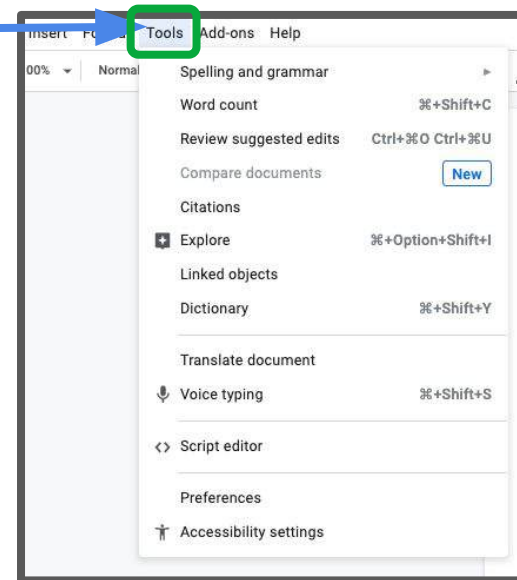 Insert Tools Add-ons Help
00% Normal
Spelling and grammar
Word count ⌘+Shift+C
Review suggested edits Ctrl+⌘O Ctrl+⌘U
Compare documents New
Citations
Explore ⌘+Option+Shift+I
Linked objects
Dictionary ⌘+Shift+Y
Translate document
Voice typing ⌘+Shift+S
Script editor
Preferences
Accessibility settings